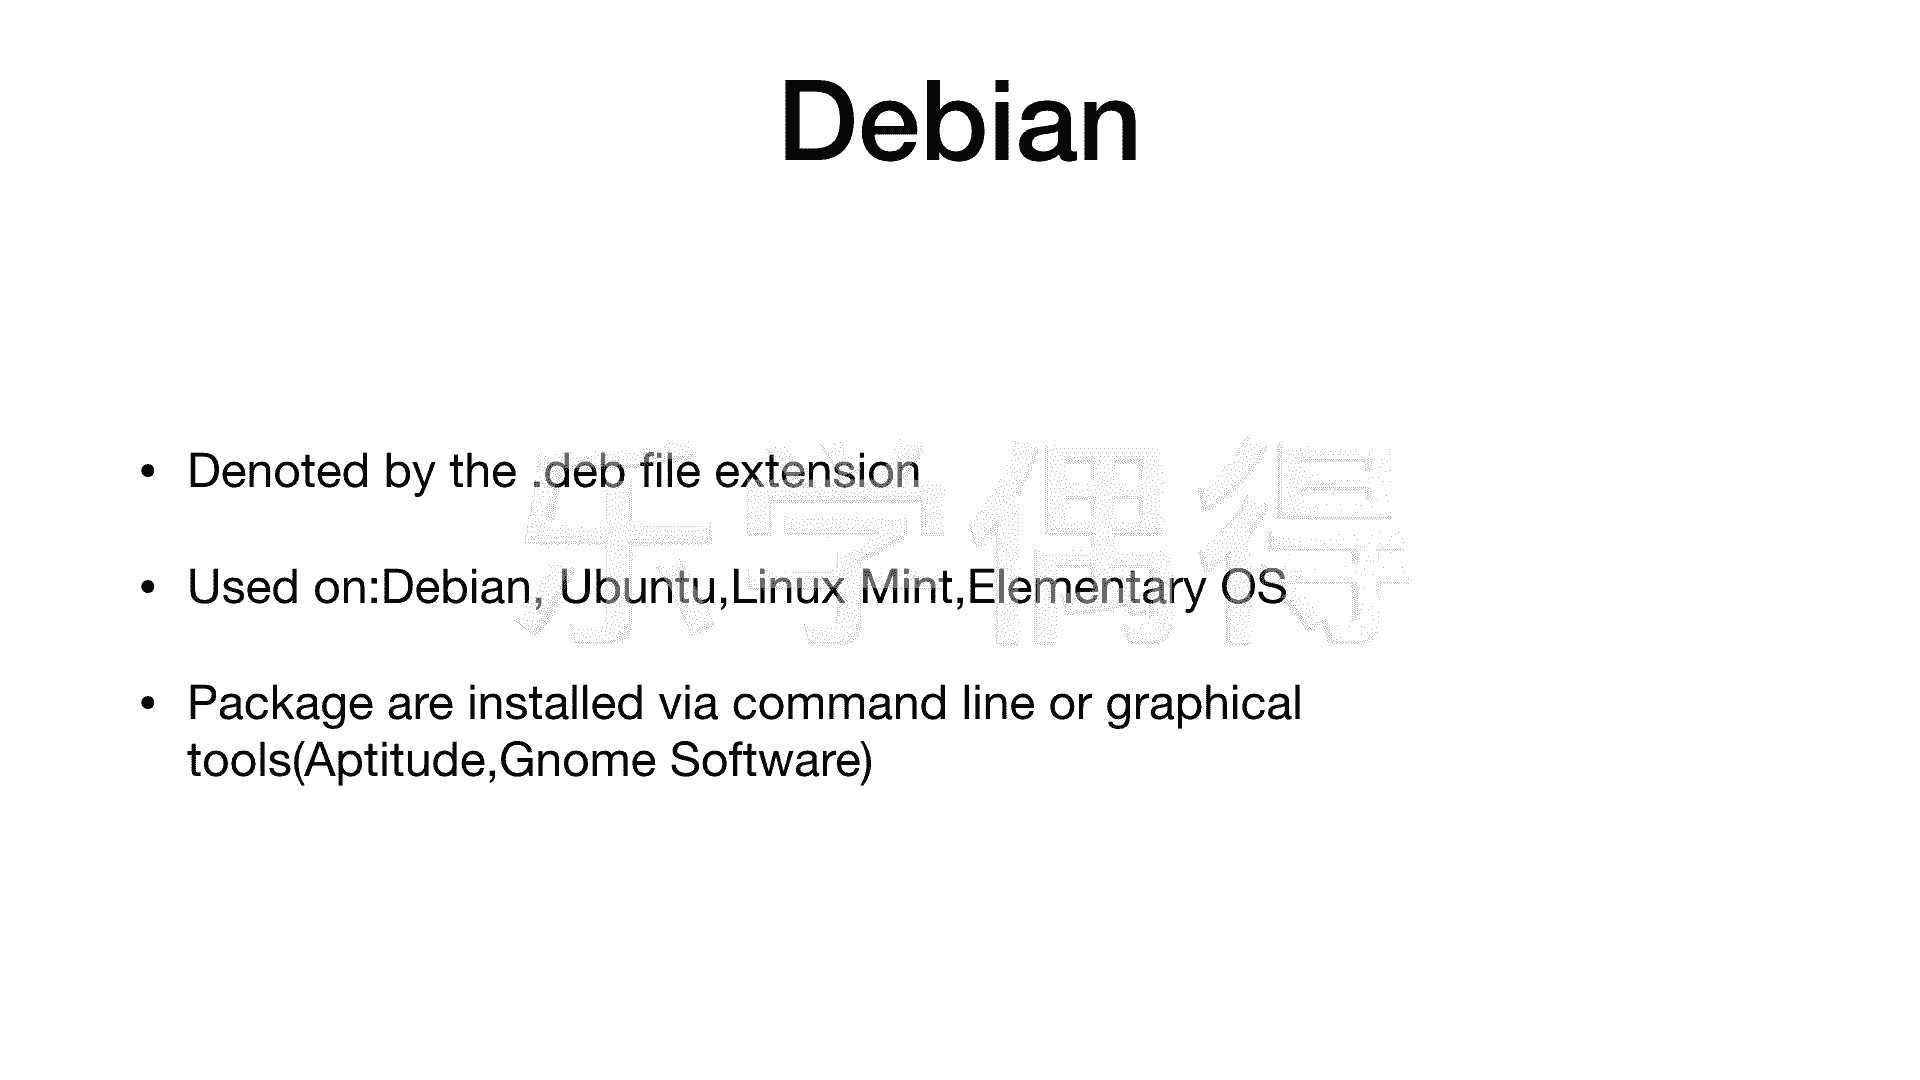 Debian
• Denoted by the .deb file extension
• Used on:Debian, Ubuntu,Linux Mint,Elementary OS
• Package are installed via command line or graphical
tools(Aptitude,Gnome Software)
乐学偶得